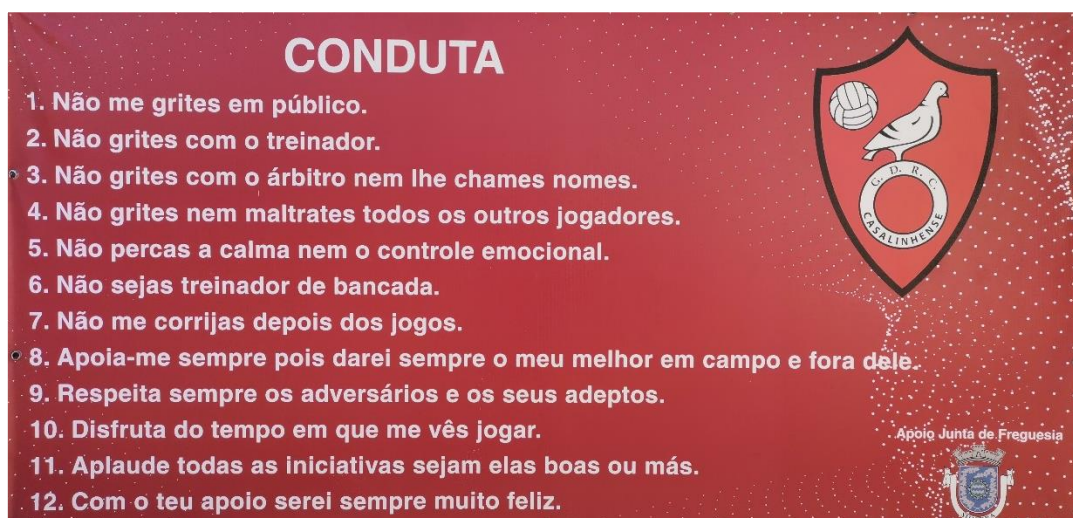 CONDUTA
1. Não me grites em público.
2. Não grites com o treinador.
3. Não grites com o árbitro nem lhe chames nomes.
4. Não grites nem maltrates todos os outros jogadores.
5. Não percas a calma nem o controle emocional.
6. Não sejas treinador de bancada.
7. Não me corrijas depois dos jogos.
8. Apoia-me sempre pois darei sempre o meu melhor em campo e fora dele.
9. Respeita sempre os adversários e os seus adeptos.
10. Disfruta do tempo em que me vês jogar.
11. Aplaude todas as iniciativas sejam elas boas ou más.
12. Com o teu apoio serei sempre muito feliz.
G. D. R. C.
CASALINHENSE
Apoio Junta de Freguesia